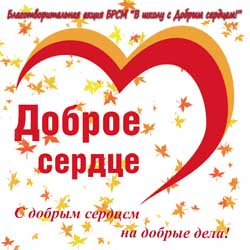 Благотворительная акция БРСМ "В школу с Добрым сердцем!"
Доброе
сердце
С добрым сердцем
на добрые дела!